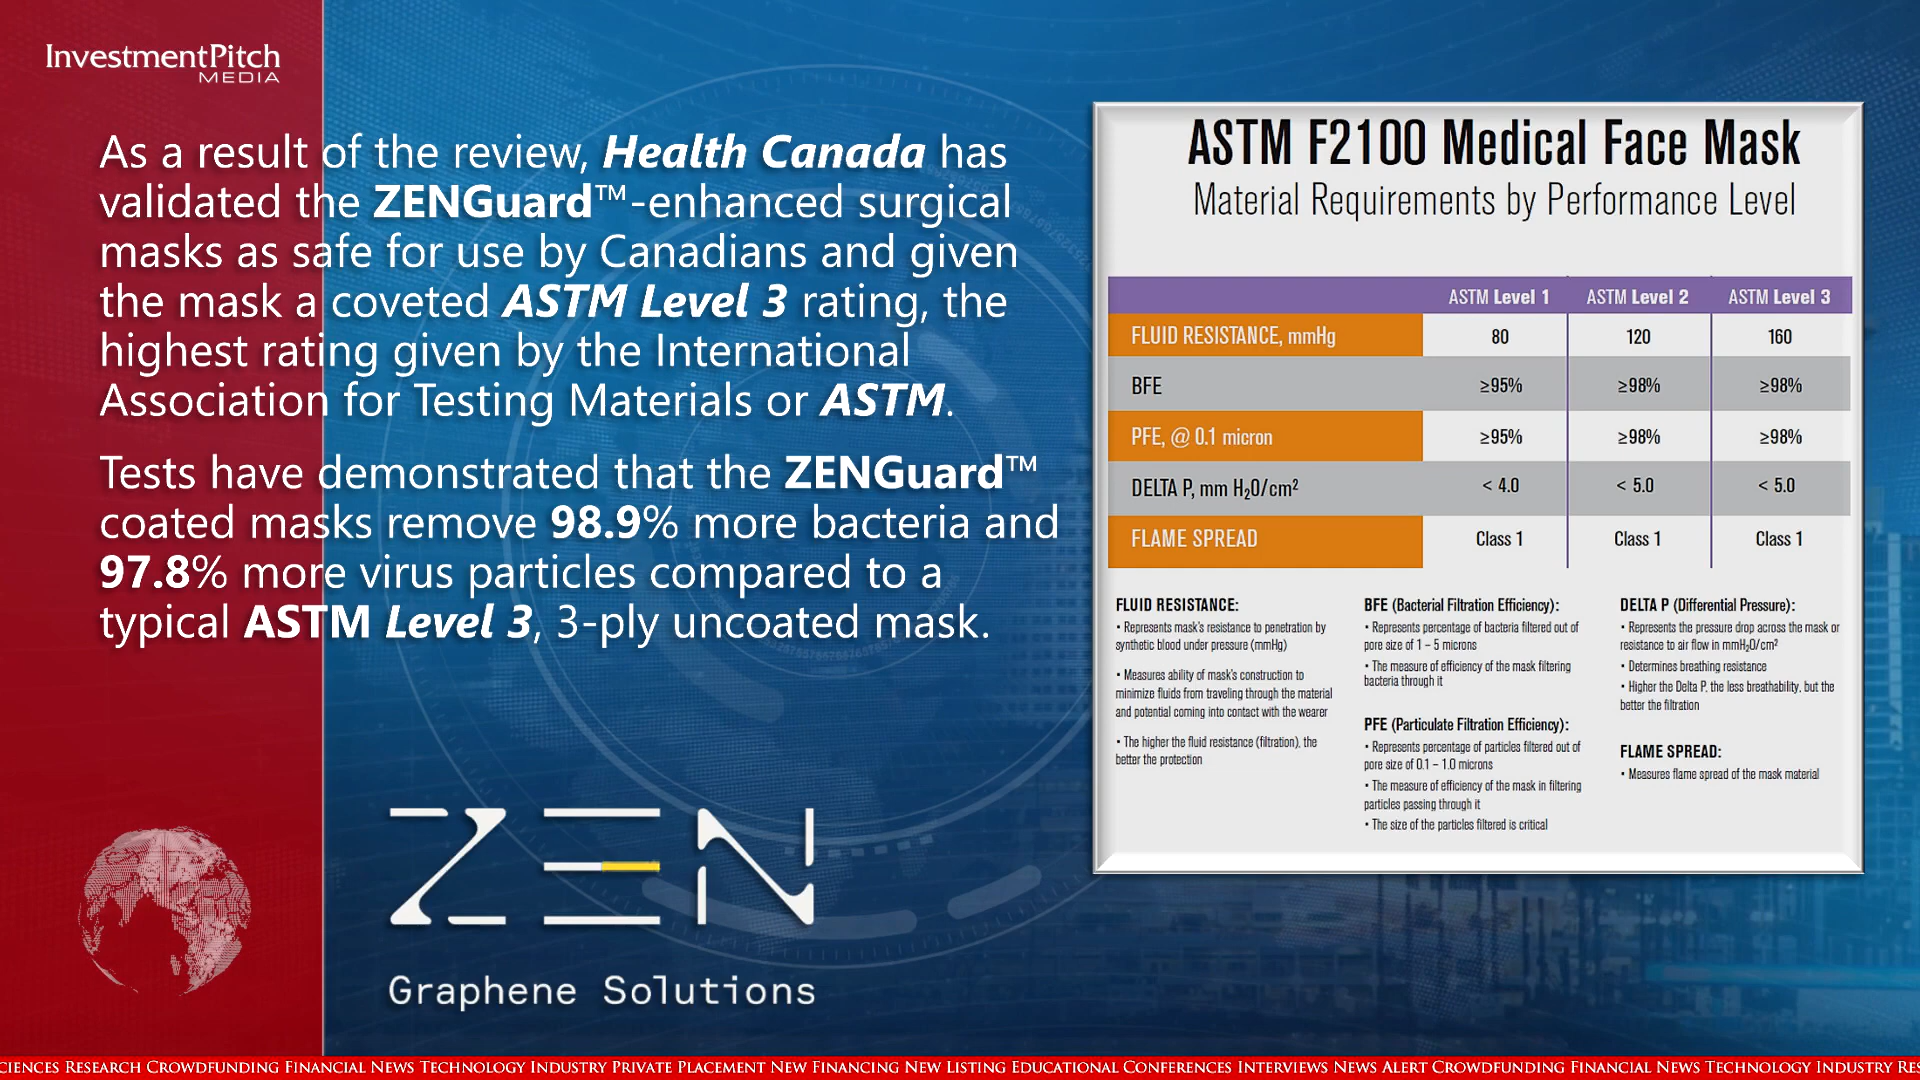 InvestmentPitch
MEDIA
As a result of the review, Health Canada has
validated the ZENGuard™-enhanced surgical
masks as safe for use by Canadians and given
the mask a coveted ASTM Level 3 rating, the
highest rating given by the International
Association for Testing Materials or ASTM.
Tests have demonstrated that the ZENGuard™
coated masks remove 98.9% more bacteria and
97.8% more virus particles compared to a
typical ASTM Level 3, 3-ply uncoated mask.
ZEN
Graphene Solutions
ASTM F2100 Medical Face Mask
Material Requirements by Performance Level
ASTM Level 1 ASTM Level 2 ASTM Level 3
FLUID RESISTANCE, mmHg 80 120 160
BFE ≥95% ≥98% ≥98%
PFE, @ 0.1 micron ≥95% ≥98% ≥98%
DELTA P, mm H₂O/cm² < 4.0 < 5.0 < 5.0
FLAME SPREAD Class 1 Class 1 Class 1
FLUID RESISTANCE:
• Represents mask's resistance to penetration by
synthetic blood under pressure (mmHg)
• Measures ability of mask's construction to
minimize fluids from traveling through the material
and potential coming into contact with the wearer
• The higher the fluid resistance (filtration), the
better the protection
BFE (Bacterial Filtration Efficiency):
• Represents percentage of bacteria filtered out of
pore size of 1 – 5 microns
• The measure of efficiency of the mask filtering
bacteria through it
PFE (Particulate Filtration Efficiency):
• Represents percentage of particles filtered out of
pore size of 0.1 – 1.0 microns
• The measure of efficiency of the mask in filtering
particles passing through it
• The size of the particles filtered is critical
DELTA P (Differential Pressure):
• Represents the pressure drop across the mask or
resistance to air flow in mmH₂O/cm²
• Determines breathing resistance
• Higher the Delta P, the less breathability, but the
better the filtration
FLAME SPREAD:
• Measures flame spread of the mask material
CIENCES RESEARCH CROWDFUNDING FINANCIAL NEWS TECHNOLOGY INDUSTRY PRIVATE PLACEMENT NEW FINANCING NEW LISTING EDUCATIONAL CONFERENCES INTERVIEWS NEWS ALERT CROWDFUNDING FINANCIAL NEWS TECHNOLOGY INDUSTRY RES